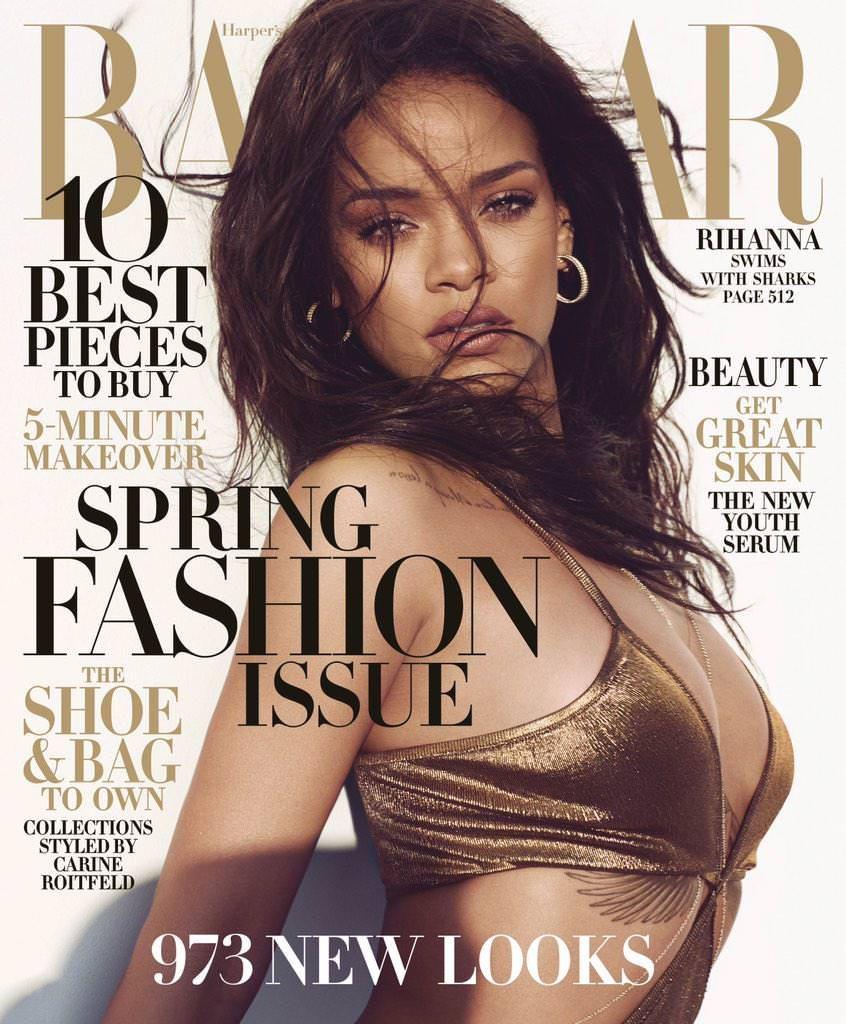 Harper's
BAZAAR
10
BEST
PIECES
TO BUY
5-MINUTE
MAKEOVER
SPRING
FASHION
ISSUE
THE
SHOE
&BAG
TO OWN
COLLECTIONS
STYLED BY
CARINE
ROITFELD
RIHANNA
SWIMS
WITH SHARKS
PAGE 512
BEAUTY
GET
GREAT
SKIN
THE NEW
YOUTH
SERUM
973 NEW LOOKS